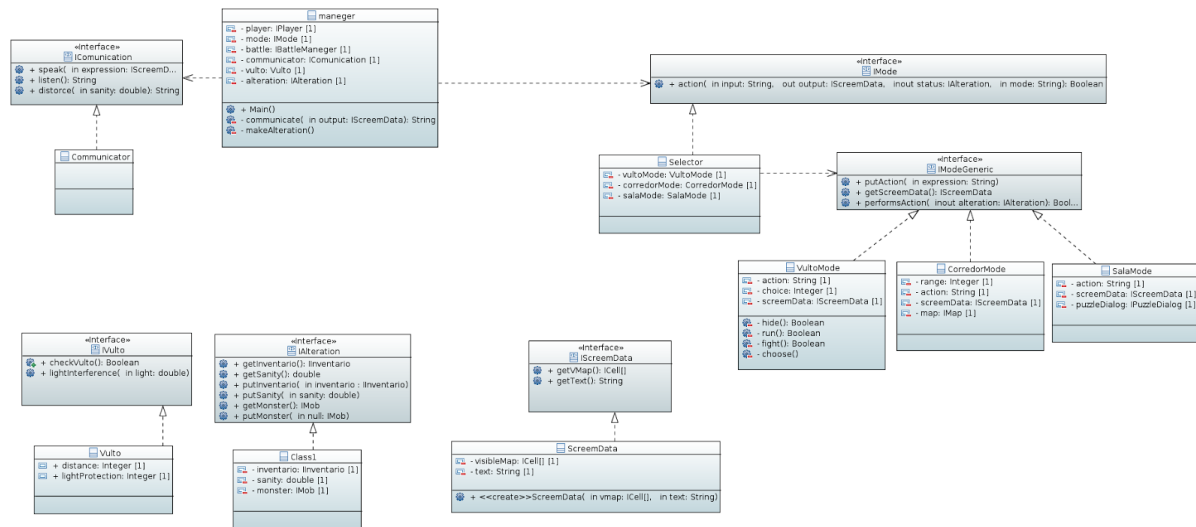 maneger
- player: IPlayer [1]
- mode: IMode [1]
- battle: IBattleManeger [1]
- communicator: IComunication [1]
- vulto: Vulto [1]
- alteration: IAlteration [1]
+ Main()
- communicate( in output: IScreemData): String
- makeAlteration()
«Interface»
IComunication
+ speak( in expression: IScreemD...
+ listen(): String
+ distorce( in sanity: double): String
Communicator
«Interface»
IMode
+ action( in input: String, out output: IScreemData, inout status: IAlteration, in mode: String): Boolean
Selector
- vultoMode: VultoMode [1]
- corredorMode: CorredorMode [1]
- salaMode: SalaMode [1]
«Interface»
IModeGeneric
+ putAction( in expression: String)
+ getScreemData(): IScreemData
+ performsAction( inout alteration: IAlteration): Bool...
VultoMode
- action: String [1]
- choice: Integer [1]
- screemData: IScreemData [1]
- hide(): Boolean
- run(): Boolean
- fight(): Boolean
- choose()
CorredorMode
- range: Integer [1]
- action: String [1]
- screemData: IScreemData [1]
- map: IMap [1]
SalaMode
- action: String [1]
- screemData: IScreemData [1]
- puzzleDialog: IPuzzleDialog [1]
«Interface»
IVulto
+ checkVulto(): Boolean
+ lightInterference( in light: double)
Vulto
+ distance: Integer [1]
+ lightProtection: Integer [1]
«Interface»
IAlteration
+ getInventario(): IInventario
+ getSanity(): double
+ putInventario( in inventario : IInventario)
+ putSanity( in sanity: double)
+ getMonster(): IMob
+ putMonster( in null: IMob)
Class1
- inventario: IInventario [1]
- sanity: double [1]
- monster: IMob [1]
«Interface»
IScreemData
+ getVMap(): ICell[]
+ getText(): String
ScreemData
- visibleMap: ICell[] [1]
- text: String [1]
+ <<create>>ScreemData( in vmap: ICell[], in text: String)